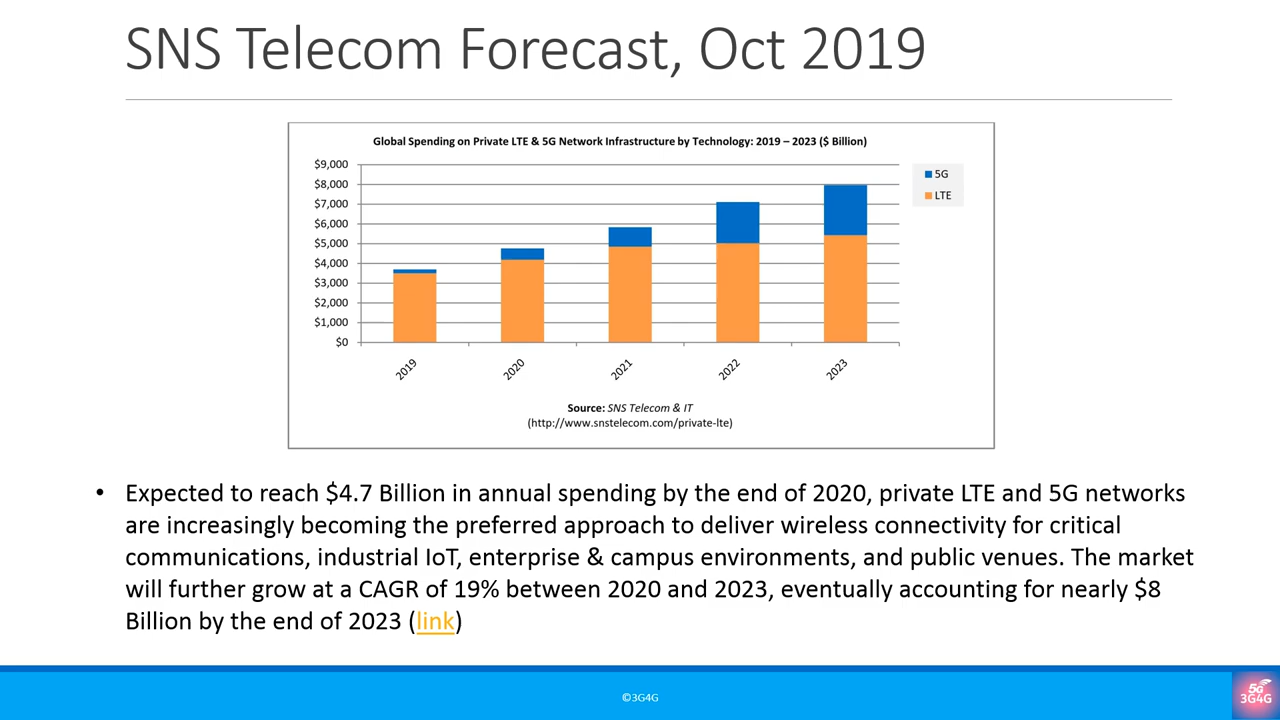 SNS Telecom Forecast, Oct 2019
Global Spending on Private LTE & 5G Network Infrastructure by Technology: 2019 – 2023 ($ Billion)
$9,000
$8,000
$7,000
$6,000
$5,000
$4,000
$3,000
$2,000
$1,000
$0
2019
2020
2021
2022
2023
5G
LTE
Source: SNS Telecom & IT
(http://www.snstelecom.com/private-lte)
• Expected to reach $4.7 Billion in annual spending by the end of 2020, private LTE and 5G networks
are increasingly becoming the preferred approach to deliver wireless connectivity for critical
communications, industrial IoT, enterprise & campus environments, and public venues. The market
will further grow at a CAGR of 19% between 2020 and 2023, eventually accounting for nearly $8
Billion by the end of 2023 (link)
©3G4G
5G
3G4G